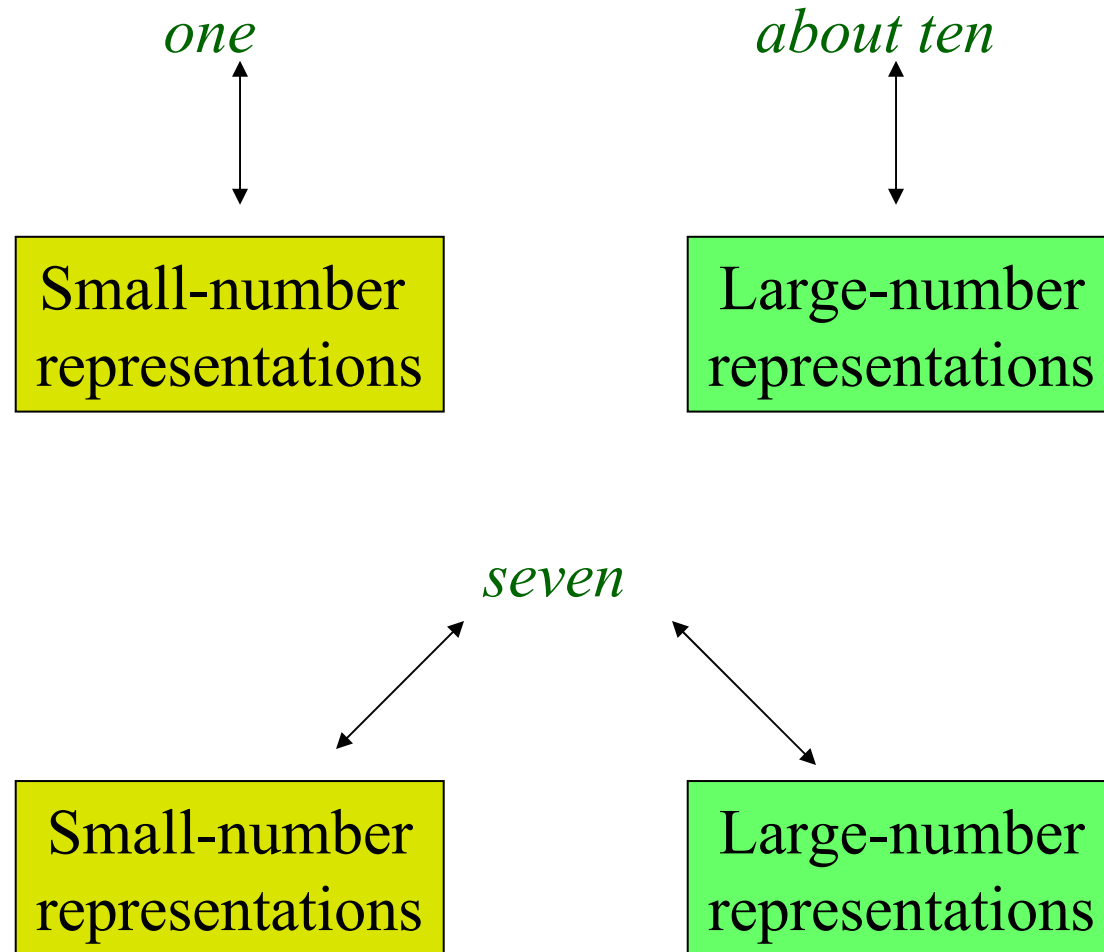 one
about ten
Small-number
representations
Large-number
representations
seven
Small-number
representations
Large-number
representations